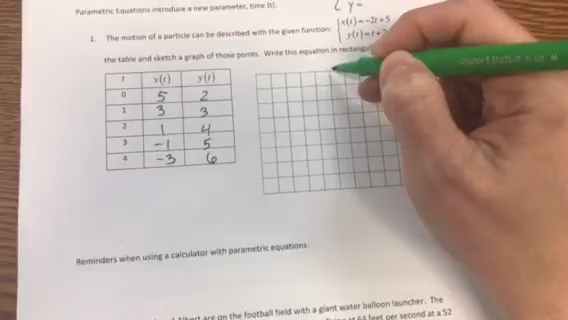 Parametric Equations introduce a new parameter, time (t).
1. The motion of a particle can be described with the given function: { x(t) = -2t + 5
y(t) = t + 2
the table and sketch a graph of those points. Write this equation in
t x(t) y(t)
0 5 2
1 3 3
2 1 4
3 -1 5
4 -3 6
Reminders when using a calculator with parametric equations:
Albert are on the football field with a giant water balloon launcher. The
at 64 feet per second at a 52